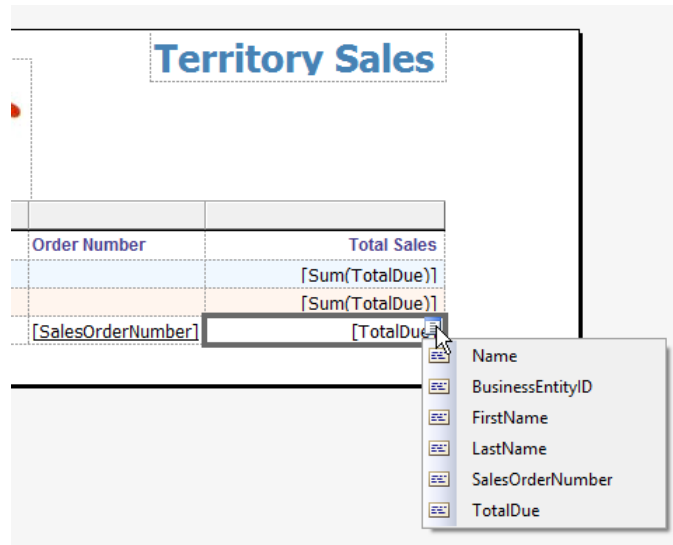 Territory Sales
Order Number Total Sales
[Sum(TotalDue)]
[Sum(TotalDue)]
[SalesOrderNumber] [TotalDue
Name
BusinessEntityID
FirstName
LastName
SalesOrderNumber
TotalDue